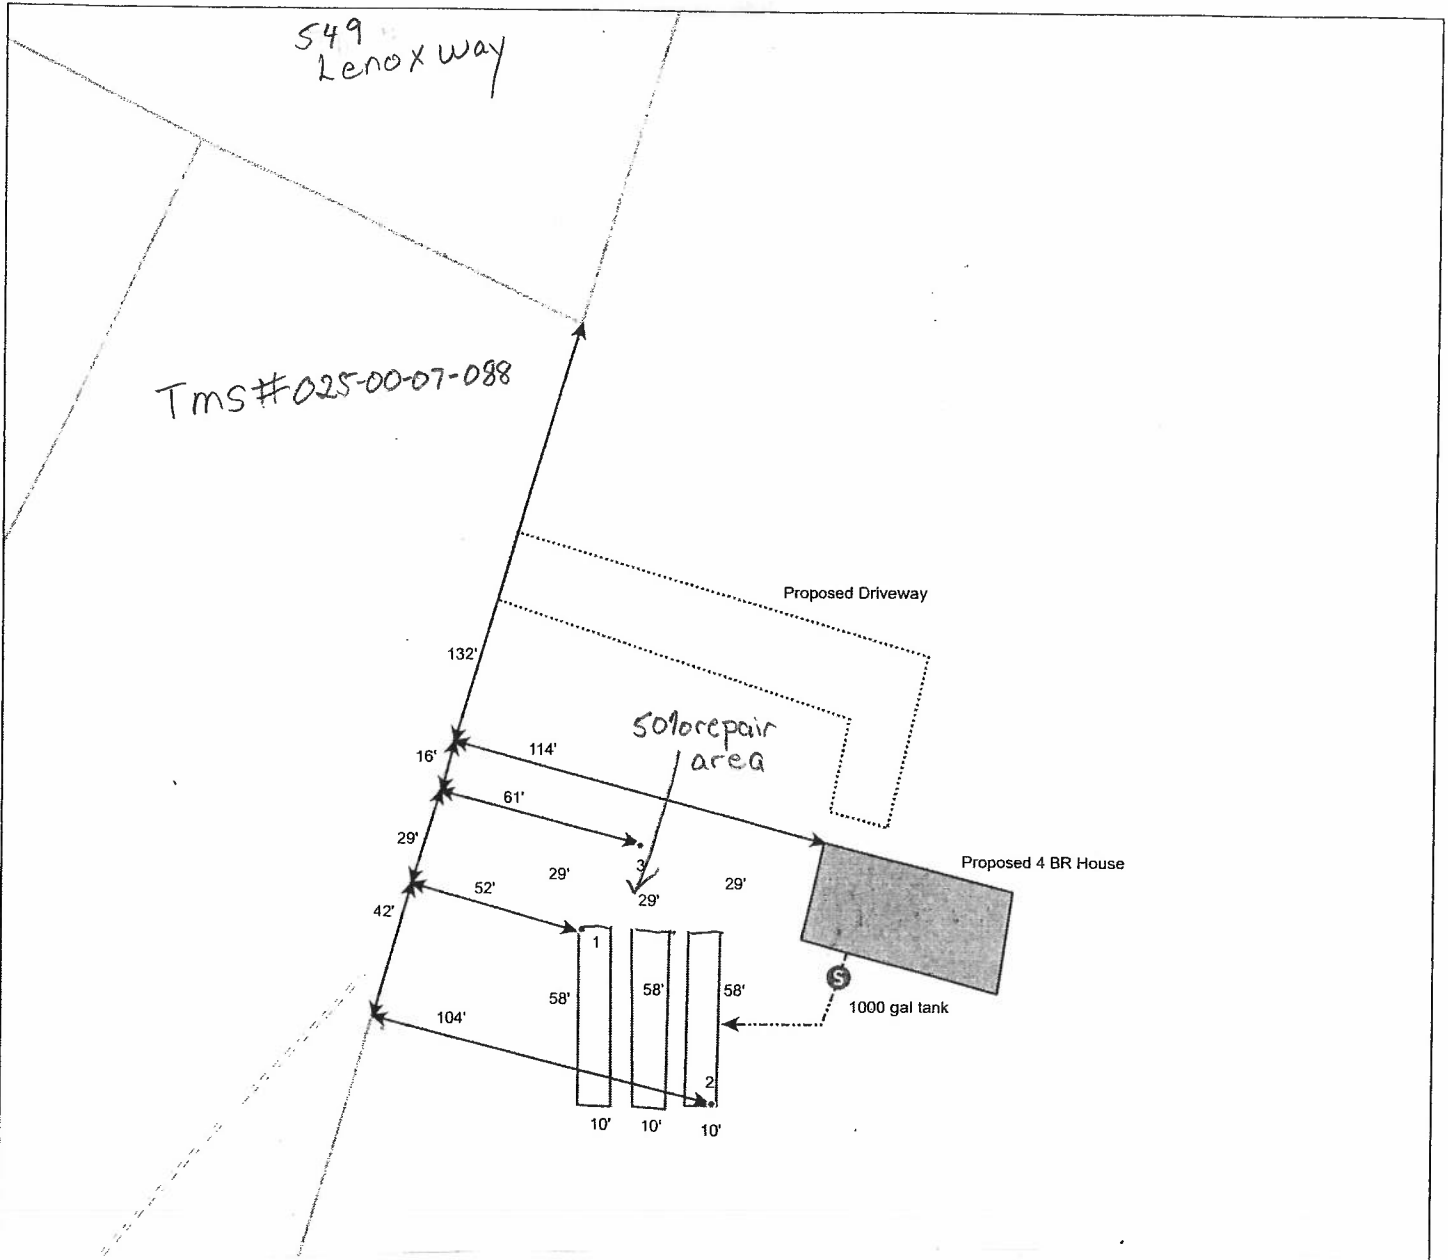 549
Lenox Way
Tms#025-00-07-088
Proposed Driveway
132'
50% repair
area
16'
114'
61'
29'
3
Proposed 4 BR House
29'
29'
29'
52'
42'
1
S
58'
58'
58'
1000 gal tank
104'
2
10'
10'
10'